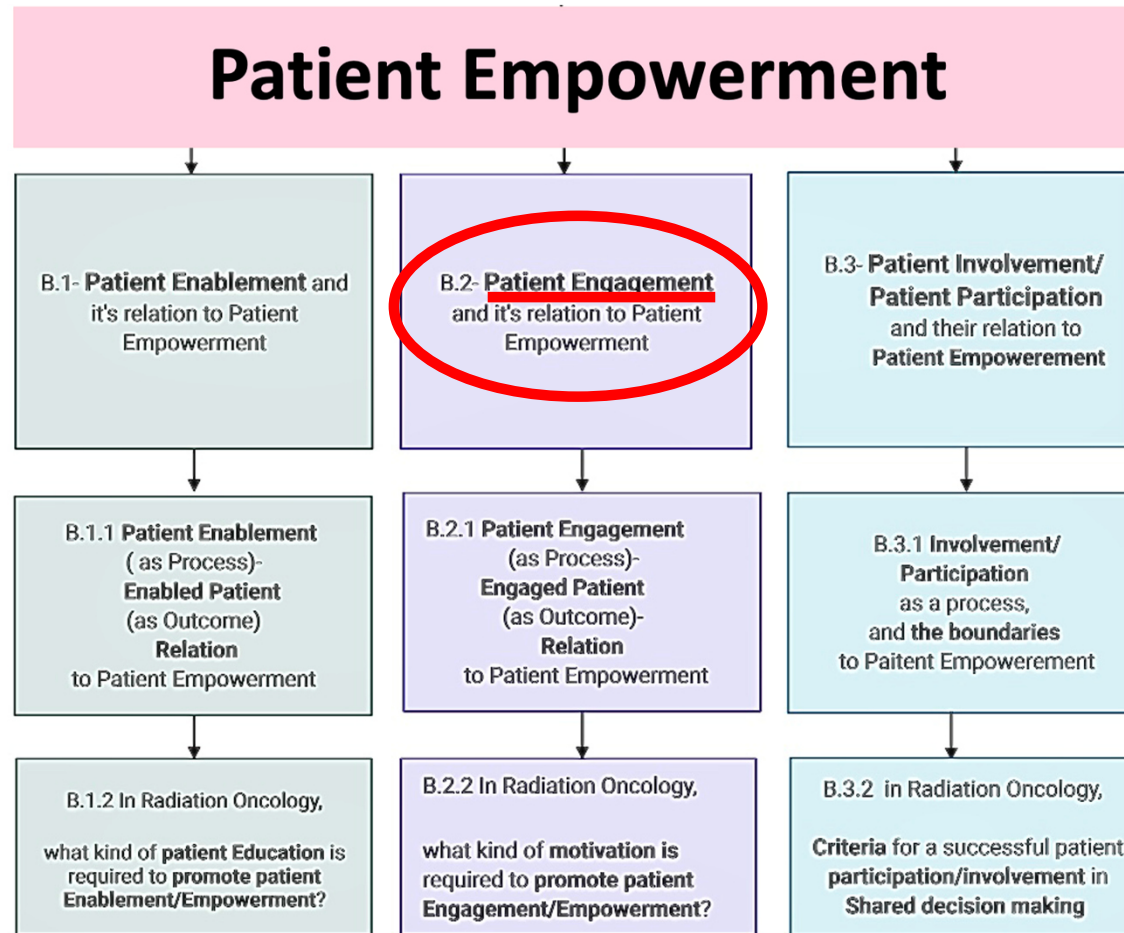 Patient Empowerment
B.1- Patient Enablement and
it's relation to Patient
Empowerment
B.2- Patient Engagement
and it's relation to Patient
Empowerment
B.3- Patient Involvement/
Patient Participation
and their relation to
Patient Empowerement
B.1.1 Patient Enablement
( as Process)-
Enabled Patient
(as Outcome)
Relation
to Patient Empowerment
B.2.1 Patient Engagement
(as Process)-
Engaged Patient
(as Outcome)-
Relation
to Patient Empowerment
B.3.1 Involvement/
Participation
as a process,
and the boundaries
to Paitent Empowerement
B.1.2 In Radiation Oncology,
what kind of patient Education is
required to promote patient
Enablement/Empowerment?
B.2.2 In Radiation Oncology,
what kind of motivation is
required to promote patient
Engagement/Empowerment?
B.3.2 in Radiation Oncology,
Criteria for a successful patient
participation/involvement in
Shared decision making